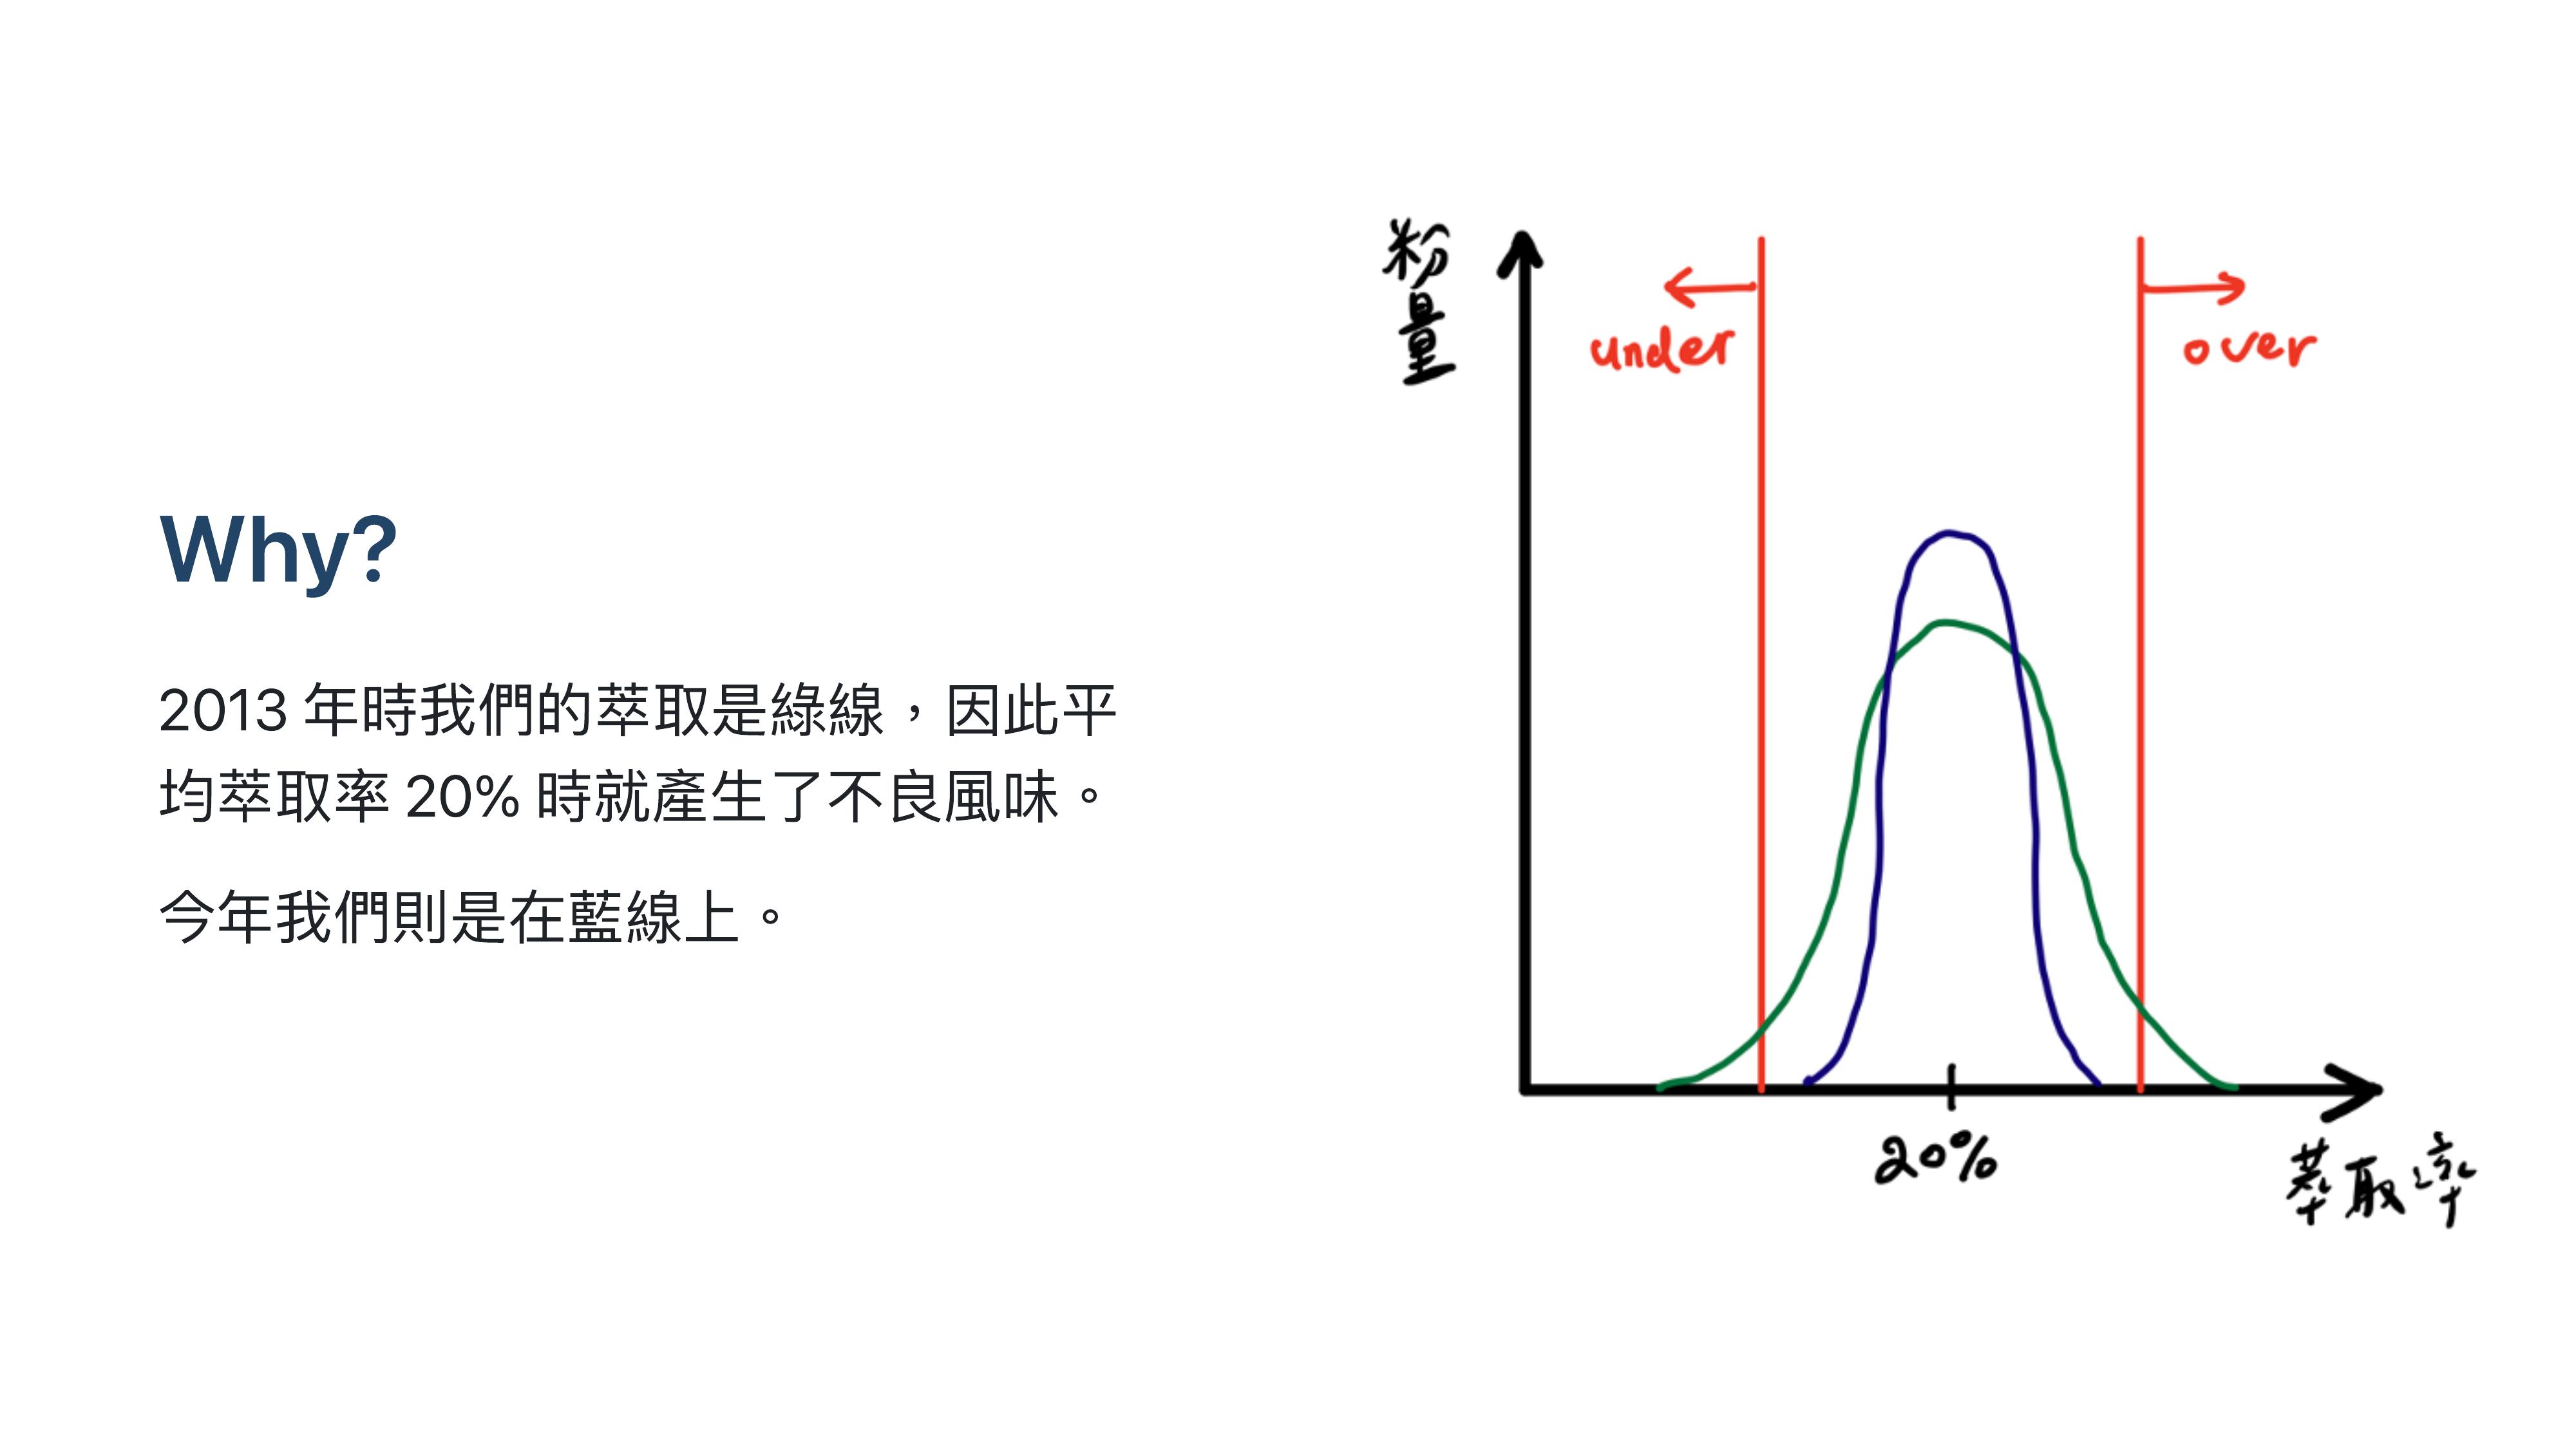 Why?
2013 年時我們的萃取是綠線，因此平
均萃取率 20% 時就產生了不良風味。
今年我們則是在藍線上。
粉量
under
over
20%
萃取率